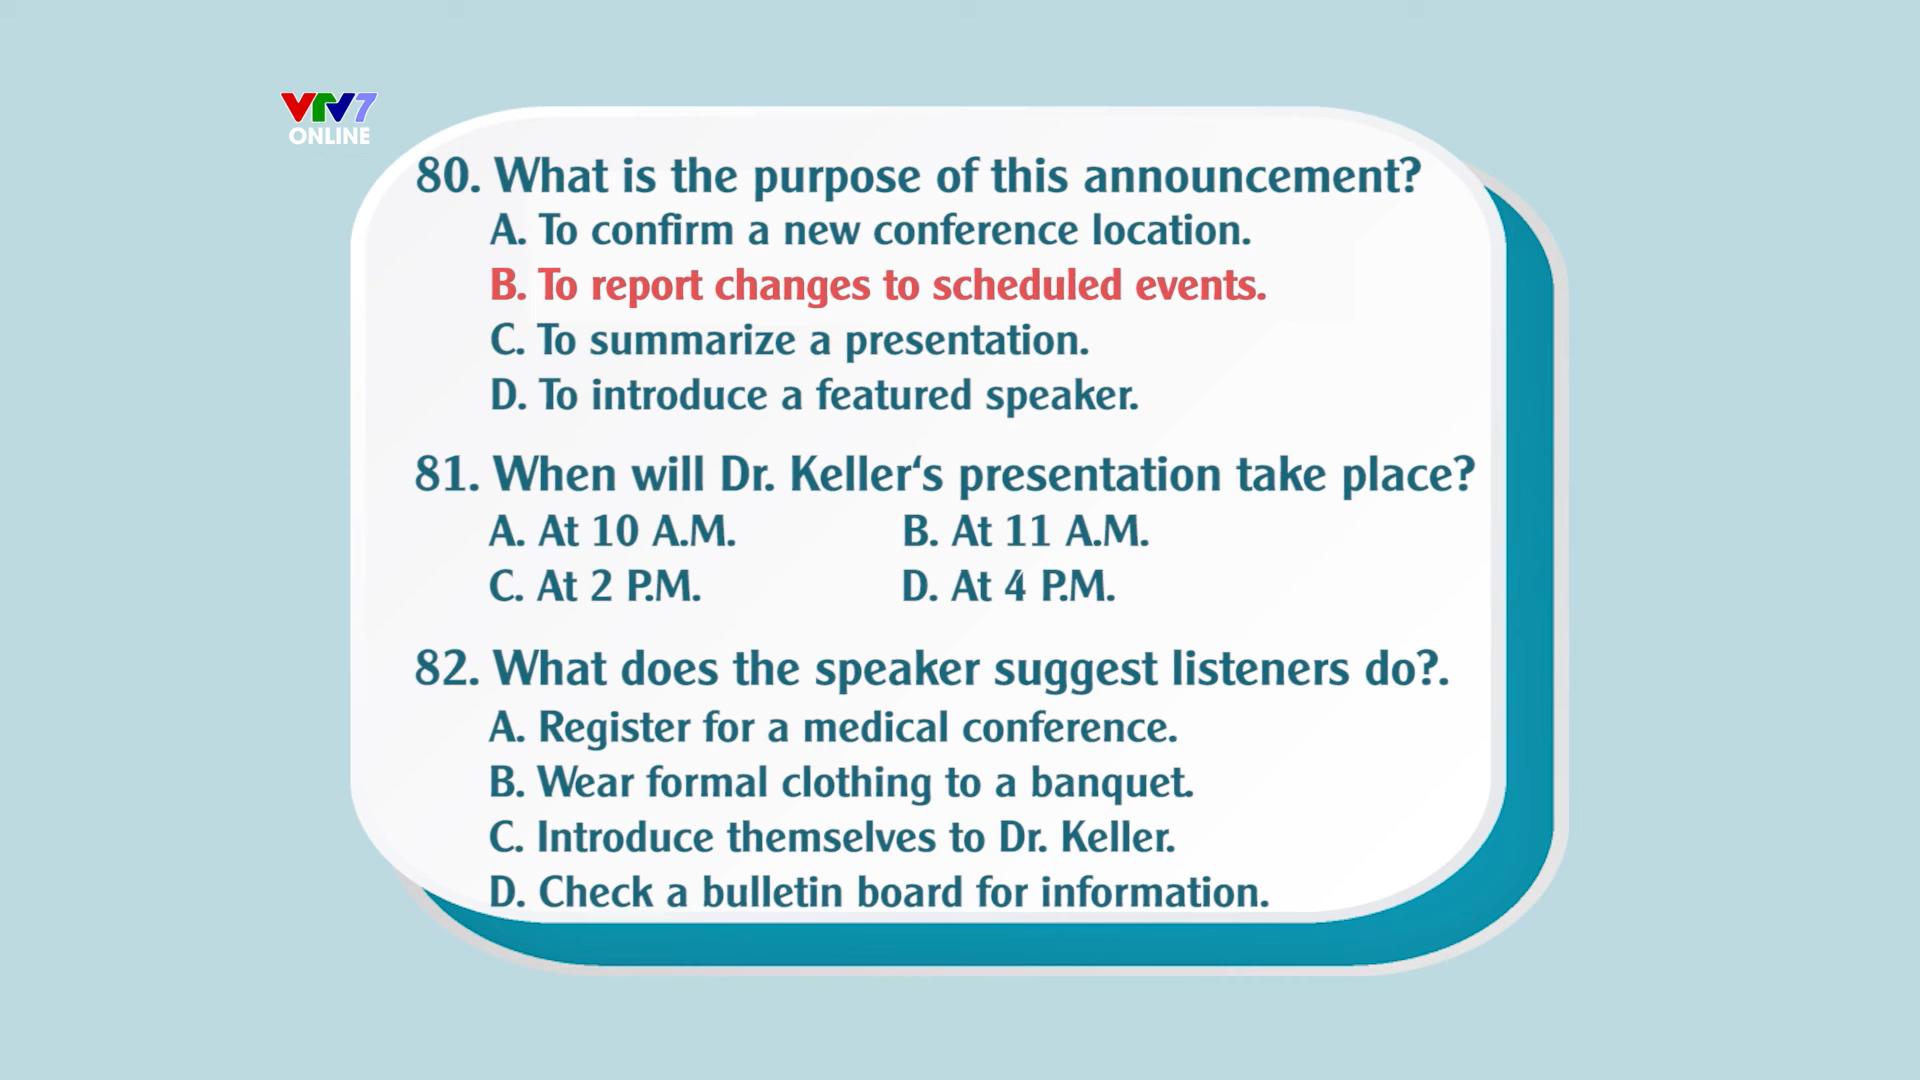 VTV7
ONLINE
80. What is the purpose of this announcement?
A. To confirm a new conference location.
B. To report changes to scheduled events.
C. To summarize a presentation.
D. To introduce a featured speaker.
81. When will Dr. Keller‘s presentation take place?
A. At 10 A.M. B. At 11 A.M.
C. At 2 P.M. D. At 4 P.M.
82. What does the speaker suggest listeners do?.
A. Register for a medical conference.
B. Wear formal clothing to a banquet.
C. Introduce themselves to Dr. Keller.
D. Check a bulletin board for information.